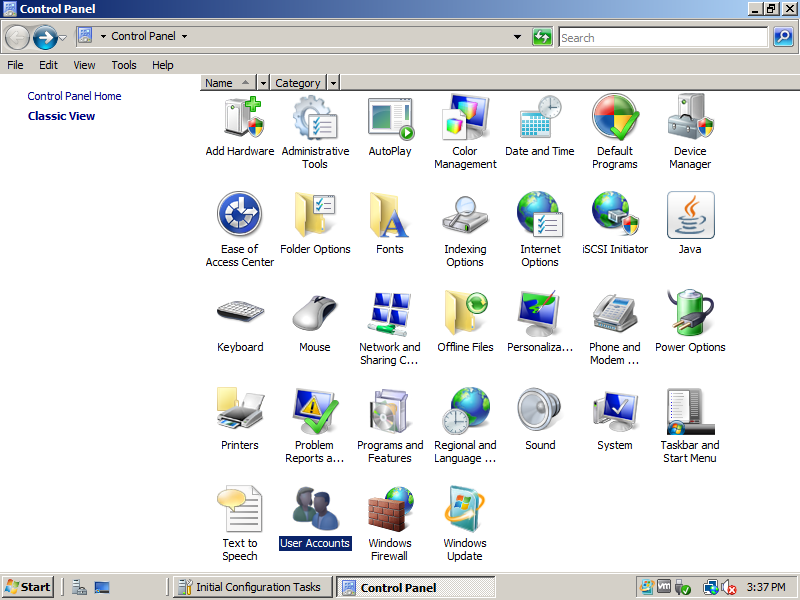 Control Panel
Control Panel
Search
File Edit View Tools Help
Name Category
Control Panel Home
Classic View
Add Hardware
Administrative
Tools
AutoPlay
Color
Management
Date and Time
Default
Programs
Device
Manager
Ease of
Access Center
Folder Options
Fonts
Indexing
Options
Internet
Options
iSCSI Initiator
Java
Keyboard
Mouse
Network and
Sharing C...
Offline Files
Personaliza...
Phone and
Modem ...
Power Options
Printers
Problem
Reports a...
Programs and
Features
Regional and
Language ...
Sound
System
Taskbar and
Start Menu
Text to
Speech
User Accounts
Windows
Firewall
Windows
Update
Start
Initial Configuration Tasks
Control Panel
vm
3:37 PM